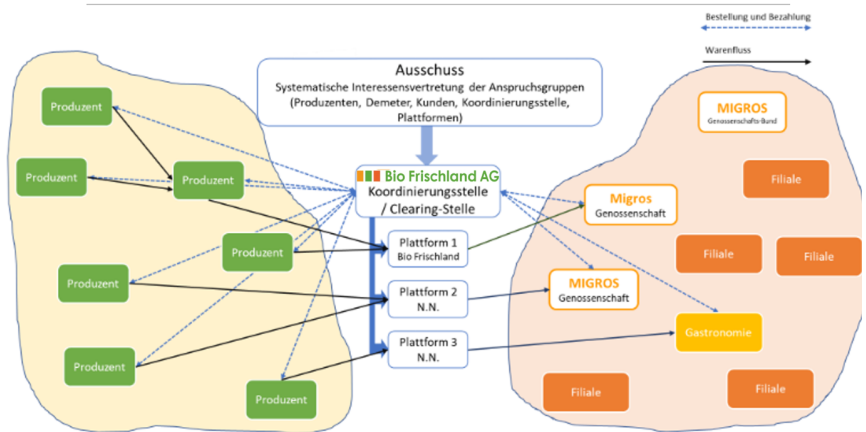 Bestellung und Bezahlung
Warenfluss
Ausschuss
Systematische Interessensvertretung der Anspruchsgruppen
(Produzenten, Demeter, Kunden, Koordinierungsstelle,
Plattformen)
Produzent
Produzent
Produzent
Produzent
Produzent
Produzent
Produzent
Bio Frischland AG
Koordinierungsstelle
/ Clearing-Stelle
Plattform 1
Bio Frischland
Plattform 2
N.N.
Plattform 3
N.N.
MIGROS
Genossenschafts-Bund
Filiale
Migros
Genossenschaft
Filiale
Filiale
MIGROS
Genossenschaft
Gastronomie
Filiale
Filiale